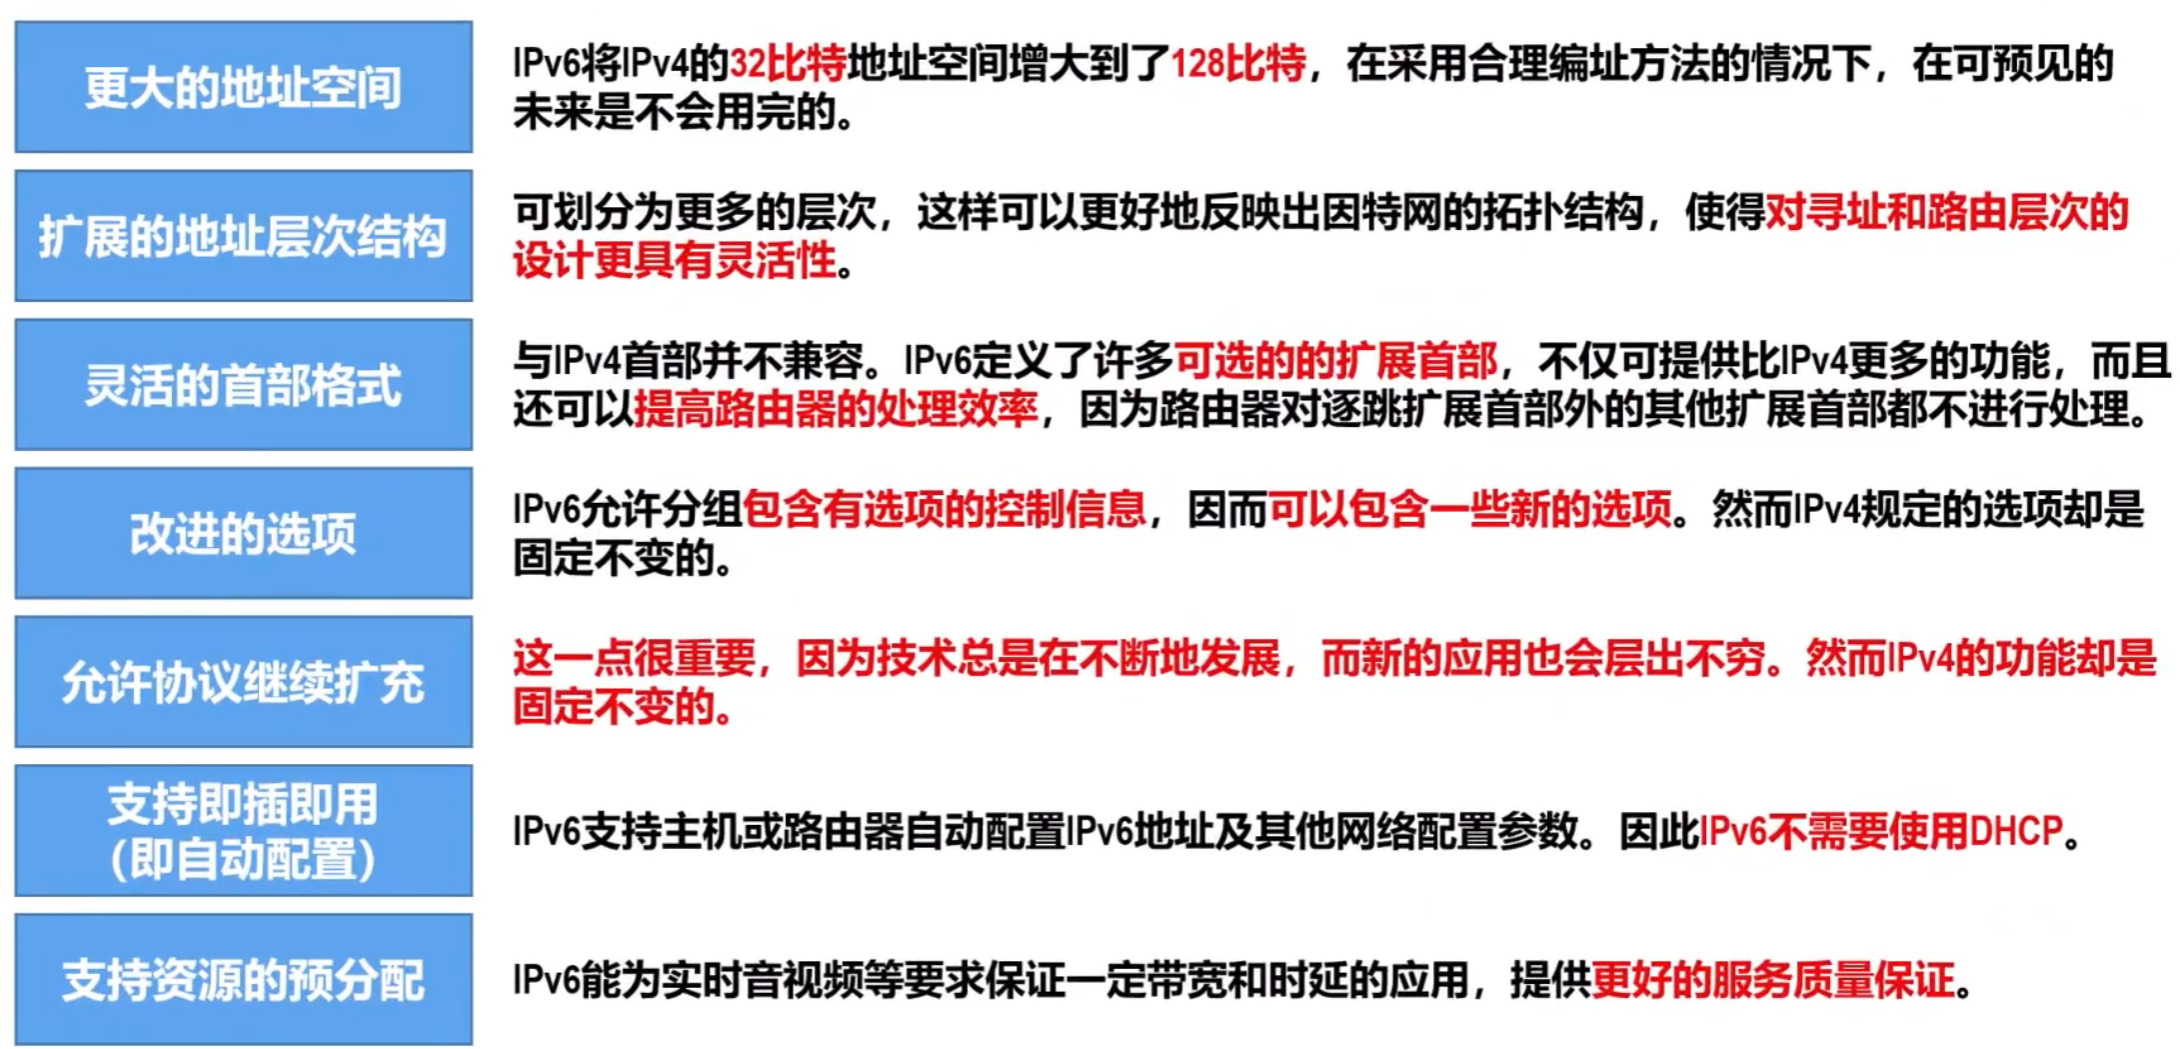 更大的地址空间
IPv6将IPv4的32比特地址空间增大到了128比特，在采用合理编址方法的情况下，在可预见的
未来是不会用完的。
扩展的地址层次结构
可划分为更多的层次，这样可以更好地反映出因特网的拓扑结构，使得对寻址和路由层次的
设计更具有灵活性。
灵活的首部格式
与IPv4首部并不兼容。IPv6定义了许多可选的的扩展首部，不仅可提供比IPv4更多的功能，而且
还可以提高路由器的处理效率，因为路由器对逐跳扩展首部外的其他扩展首部都不进行处理。
改进的选项
IPv6允许分组包含有选项的控制信息，因而可以包含一些新的选项。然而IPv4规定的选项却是
固定不变的。
允许协议继续扩充
这一点很重要，因为技术总是在不断地发展，而新的应用也会层出不穷。然而IPv4的功能却是
固定不变的。
支持即插即用
（即自动配置）
IPv6支持主机或路由器自动配置IPv6地址及其他网络配置参数。因此IPv6不需要使用DHCP。
支持资源的预分配
IPv6能为实时音视频等要求保证一定带宽和时延的应用，提供更好的服务质量保证。